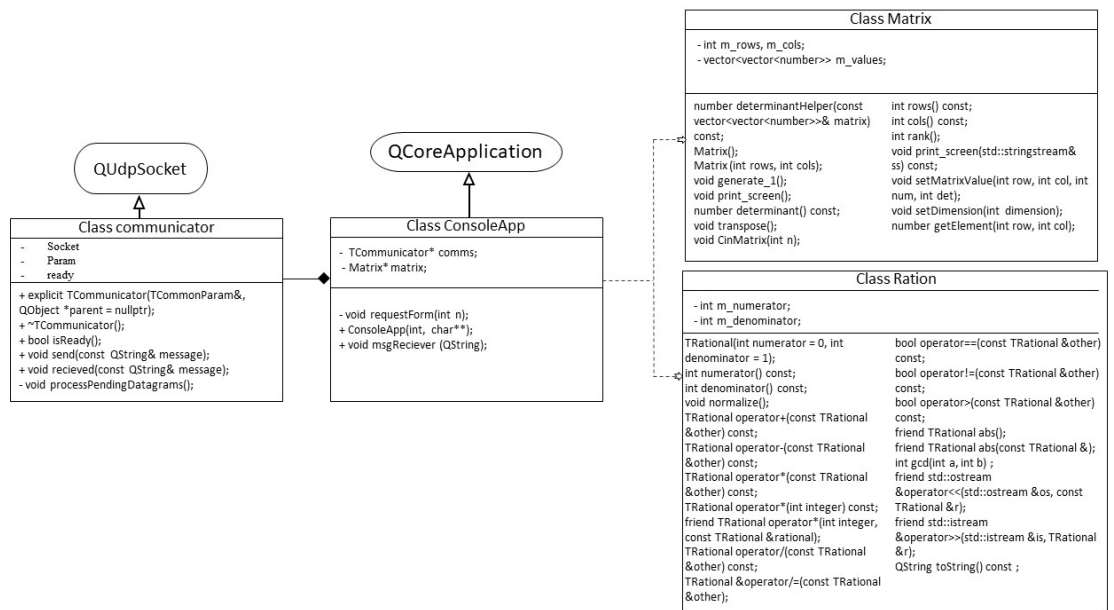 QUdpSocket
Class communicator
- Socket
- Param
- ready
+ explicit TCommunicator(TCommonParam&,
QObject *parent = nullptr);
+ ~TCommunicator();
+ bool isReady();
+ void send(const QString& message);
+ void recieved(const QString& message);
- void processPendingDatagrams();
QCoreApplication
Class ConsoleApp
- TCommunicator* comms;
- Matrix* matrix;
- void requestForm(int n);
+ ConsoleApp(int, char**);
+ void msgReciever (QString);
Class Matrix
- int m_rows, m_cols;
- vector<vector<number>> m_values;
number determinantHelper(const
vector<vector<number>>& matrix)
const;
Matrix();
Matrix(int rows, int cols);
void generate_1();
void print_screen();
number determinant() const;
void transpose();
void CinMatrix(int n);
int rows() const;
int cols() const;
int rank();
void print_screen(std::stringstream&
ss) const;
void setMatrixValue(int row, int col, int
num, int det);
void setDimension(int dimension);
number getElement(int row, int col);
Class Ration
- int m_numerator;
- int m_denominator;
TRational(int numerator = 0, int
denominator = 1);
int numerator() const;
int denominator() const;
void normalize();
TRational operator+(const TRational
&other) const;
TRational operator-(const TRational
&other) const;
TRational operator*(const TRational
&other) const;
TRational operator*(int integer) const;
friend TRational operator*(int integer,
const TRational &rational);
TRational operator/(const TRational
&other) const;
TRational &operator/=(const TRational
&other);
bool operator==(const TRational &other)
const;
bool operator!=(const TRational &other)
const;
bool operator>(const TRational &other)
const;
friend TRational abs();
friend TRational abs(const TRational &);
int gcd(int a, int b) ;
friend std::ostream
&operator<<(std::ostream &os, const
TRational &r);
friend std::istream
&operator>>(std::istream &is, TRational
&r);
QString toString() const ;